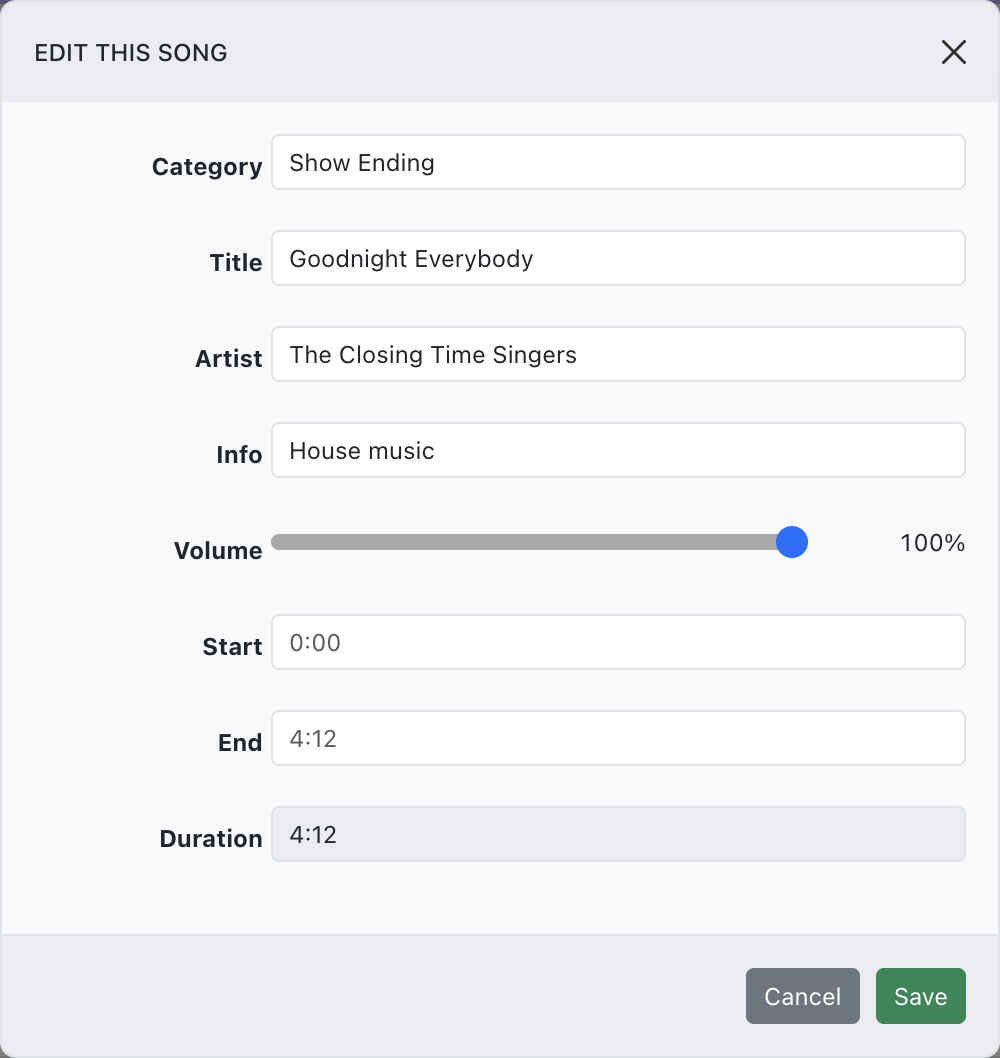 EDIT THIS SONG
Category Show Ending
Title Goodnight Everybody
Artist The Closing Time Singers
Info House music
Volume 100%
Start 0:00
End 4:12
Duration 4:12
Cancel Save